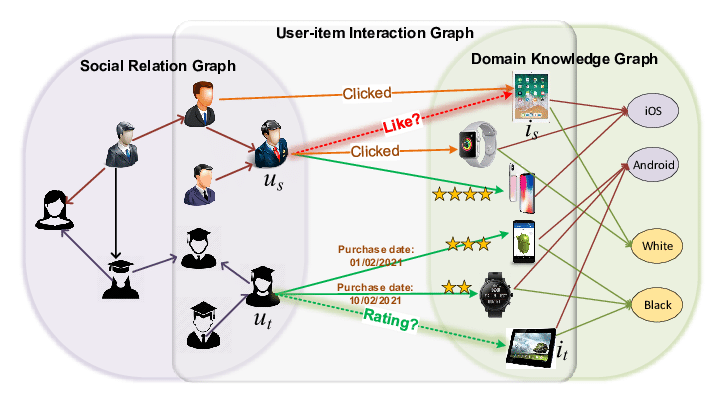 User-item Interaction Graph
Social Relation Graph
Domain Knowledge Graph
Clicked
iOS
Like?
i_s
Clicked
Android
u_s
Purchase date:
01/02/2021
White
Purchase date:
10/02/2021
Black
u_t
Rating?
i_t